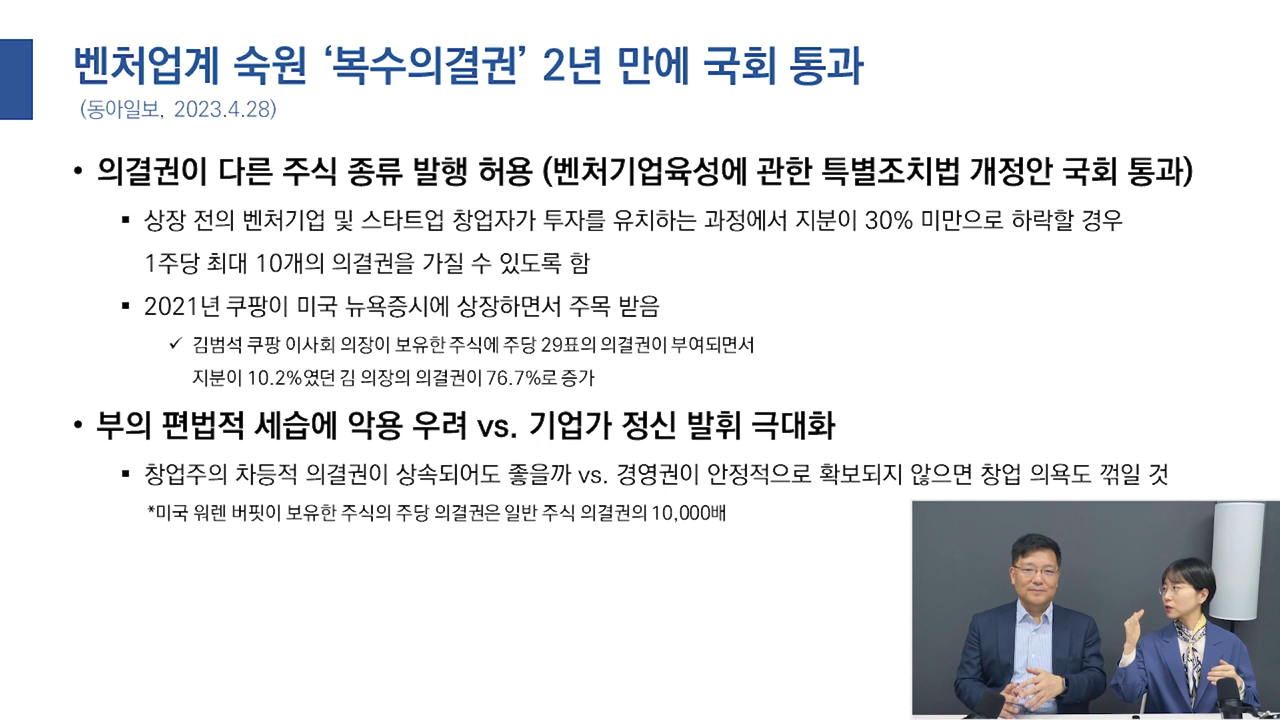 벤처업계 숙원 ‘복수의결권’ 2년 만에 국회 통과
(동아일보, 2023.4.28)
• 의결권이 다른 주식 종류 발행 허용 (벤처기업육성에 관한 특별조치법 개정안 국회 통과)
▪ 상장 전의 벤처기업 및 스타트업 창업자가 투자를 유치하는 과정에서 지분이 30% 미만으로 하락할 경우
1주당 최대 10개의 의결권을 가질 수 있도록 함
▪ 2021년 쿠팡이 미국 뉴욕증시에 상장하면서 주목 받음
✓ 김범석 쿠팡 이사회 의장이 보유한 주식에 주당 29표의 의결권이 부여되면서
지분이 10.2%였던 김 의장의 의결권이 76.7%로 증가
• 부의 편법적 세습에 악용 우려 vs. 기업가 정신 발휘 극대화
▪ 창업주의 차등적 의결권이 상속되어도 좋을까 vs. 경영권이 안정적으로 확보되지 않으면 창업 의욕도 꺾일 것
*미국 워렌 버핏이 보유한 주식의 주당 의결권은 일반 주식 의결권의 10,000배